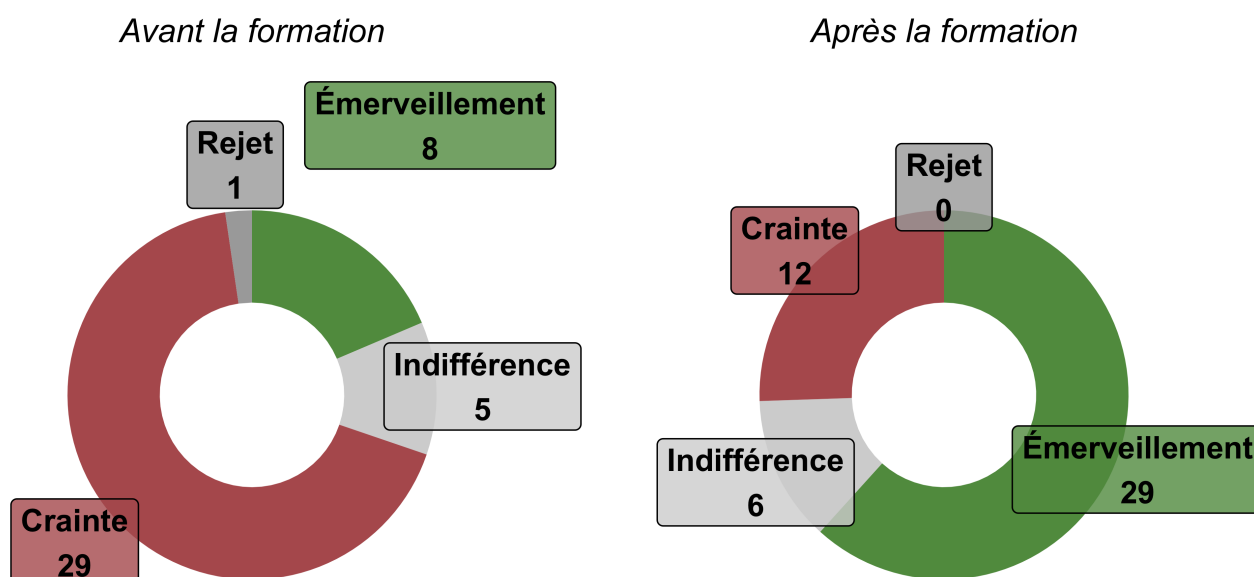 Avant la formation
Émerveillement
8
Rejet
1
Indifférence
5
Crainte
29
Après la formation
Rejet
0
Crainte
12
Émerveillement
29
Indifférence
6